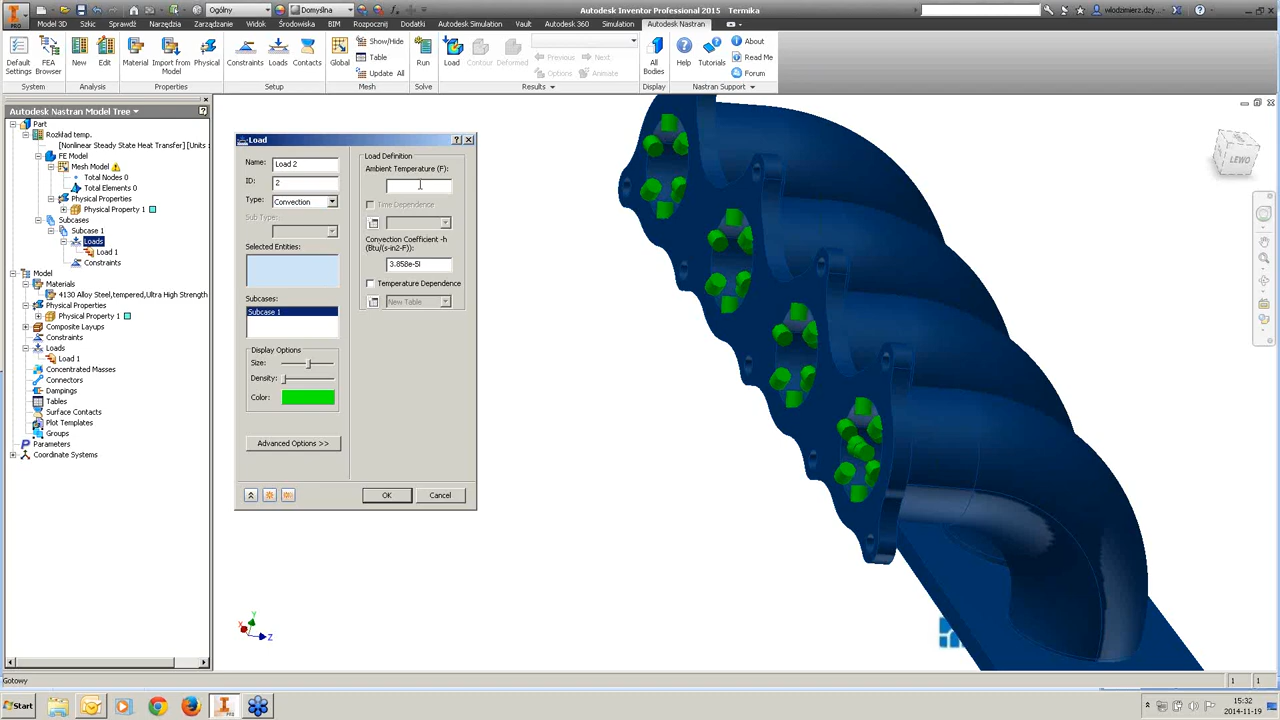 Ogólny
Domyślna
Autodesk Inventor Professional 2015 Termika
wlodzimierz.dzy...
PRO
Model 3D
Szkic
Sprawdź
Narzędzia
Zarządzanie
Widok
Środowiska
BIM
Rozpocznij
Dodatki
Autodesk Simulation
Vault
Autodesk 360
Simulation
Autodesk Nastran
Default Settings
FEA Browser
New
Edit
Material
Import from Model
Physical
Constraints
Loads
Contacts
Global
Show/Hide
Table
Update All
Run
Load
Contour
Deformed
Previous
Next
Options
Animate
All Bodies
Help
Tutorials
About
Read Me
Forum
System
Analysis
Properties
Setup
Mesh
Solve
Results
Display
Nastran Support
Autodesk Nastran Model Tree
Part
Rozkład temp.
[Nonlinear Steady State Heat Transfer] [Units :
FE Model
Mesh Model
Total Nodes 0
Total Elements 0
Physical Properties
Physical Property 1
Subcases
Subcase 1
Loads
Load 1
Constraints
Model
Materials
4130 Alloy Steel,tempered,Ultra High Strength
Physical Properties
Physical Property 1
Composite Layups
Constraints
Loads
Load 1
Concentrated Masses
Connectors
Dampings
Tables
Surface Contacts
Plot Templates
Groups
Parameters
Coordinate Systems
Load
Name:
Load 2
ID:
2
Type:
Convection
Sub Type:
Selected Entities:
Subcases:
Subcase 1
Display Options
Size:
Density:
Color:
Advanced Options >>
Load Definition
Ambient Temperature (F):
Time Dependence
Convection Coefficient -h
(Btu/(s-in2-F)):
3.858e-5
Temperature Dependence
New Table
OK
Cancel
LEWO
Y
X
Z
Gotowy
1
1
Start
15:32
2014-11-19